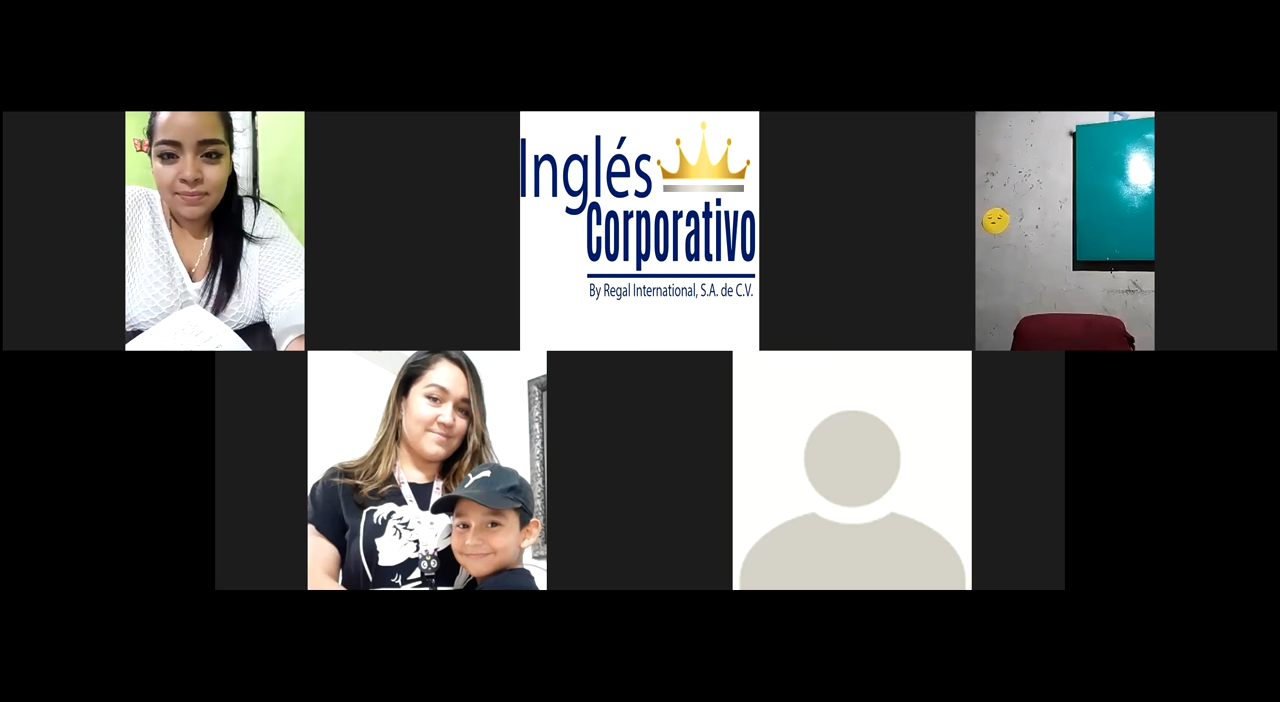 Inglés
Corporativo
By Regal International, S.A. de C.V.